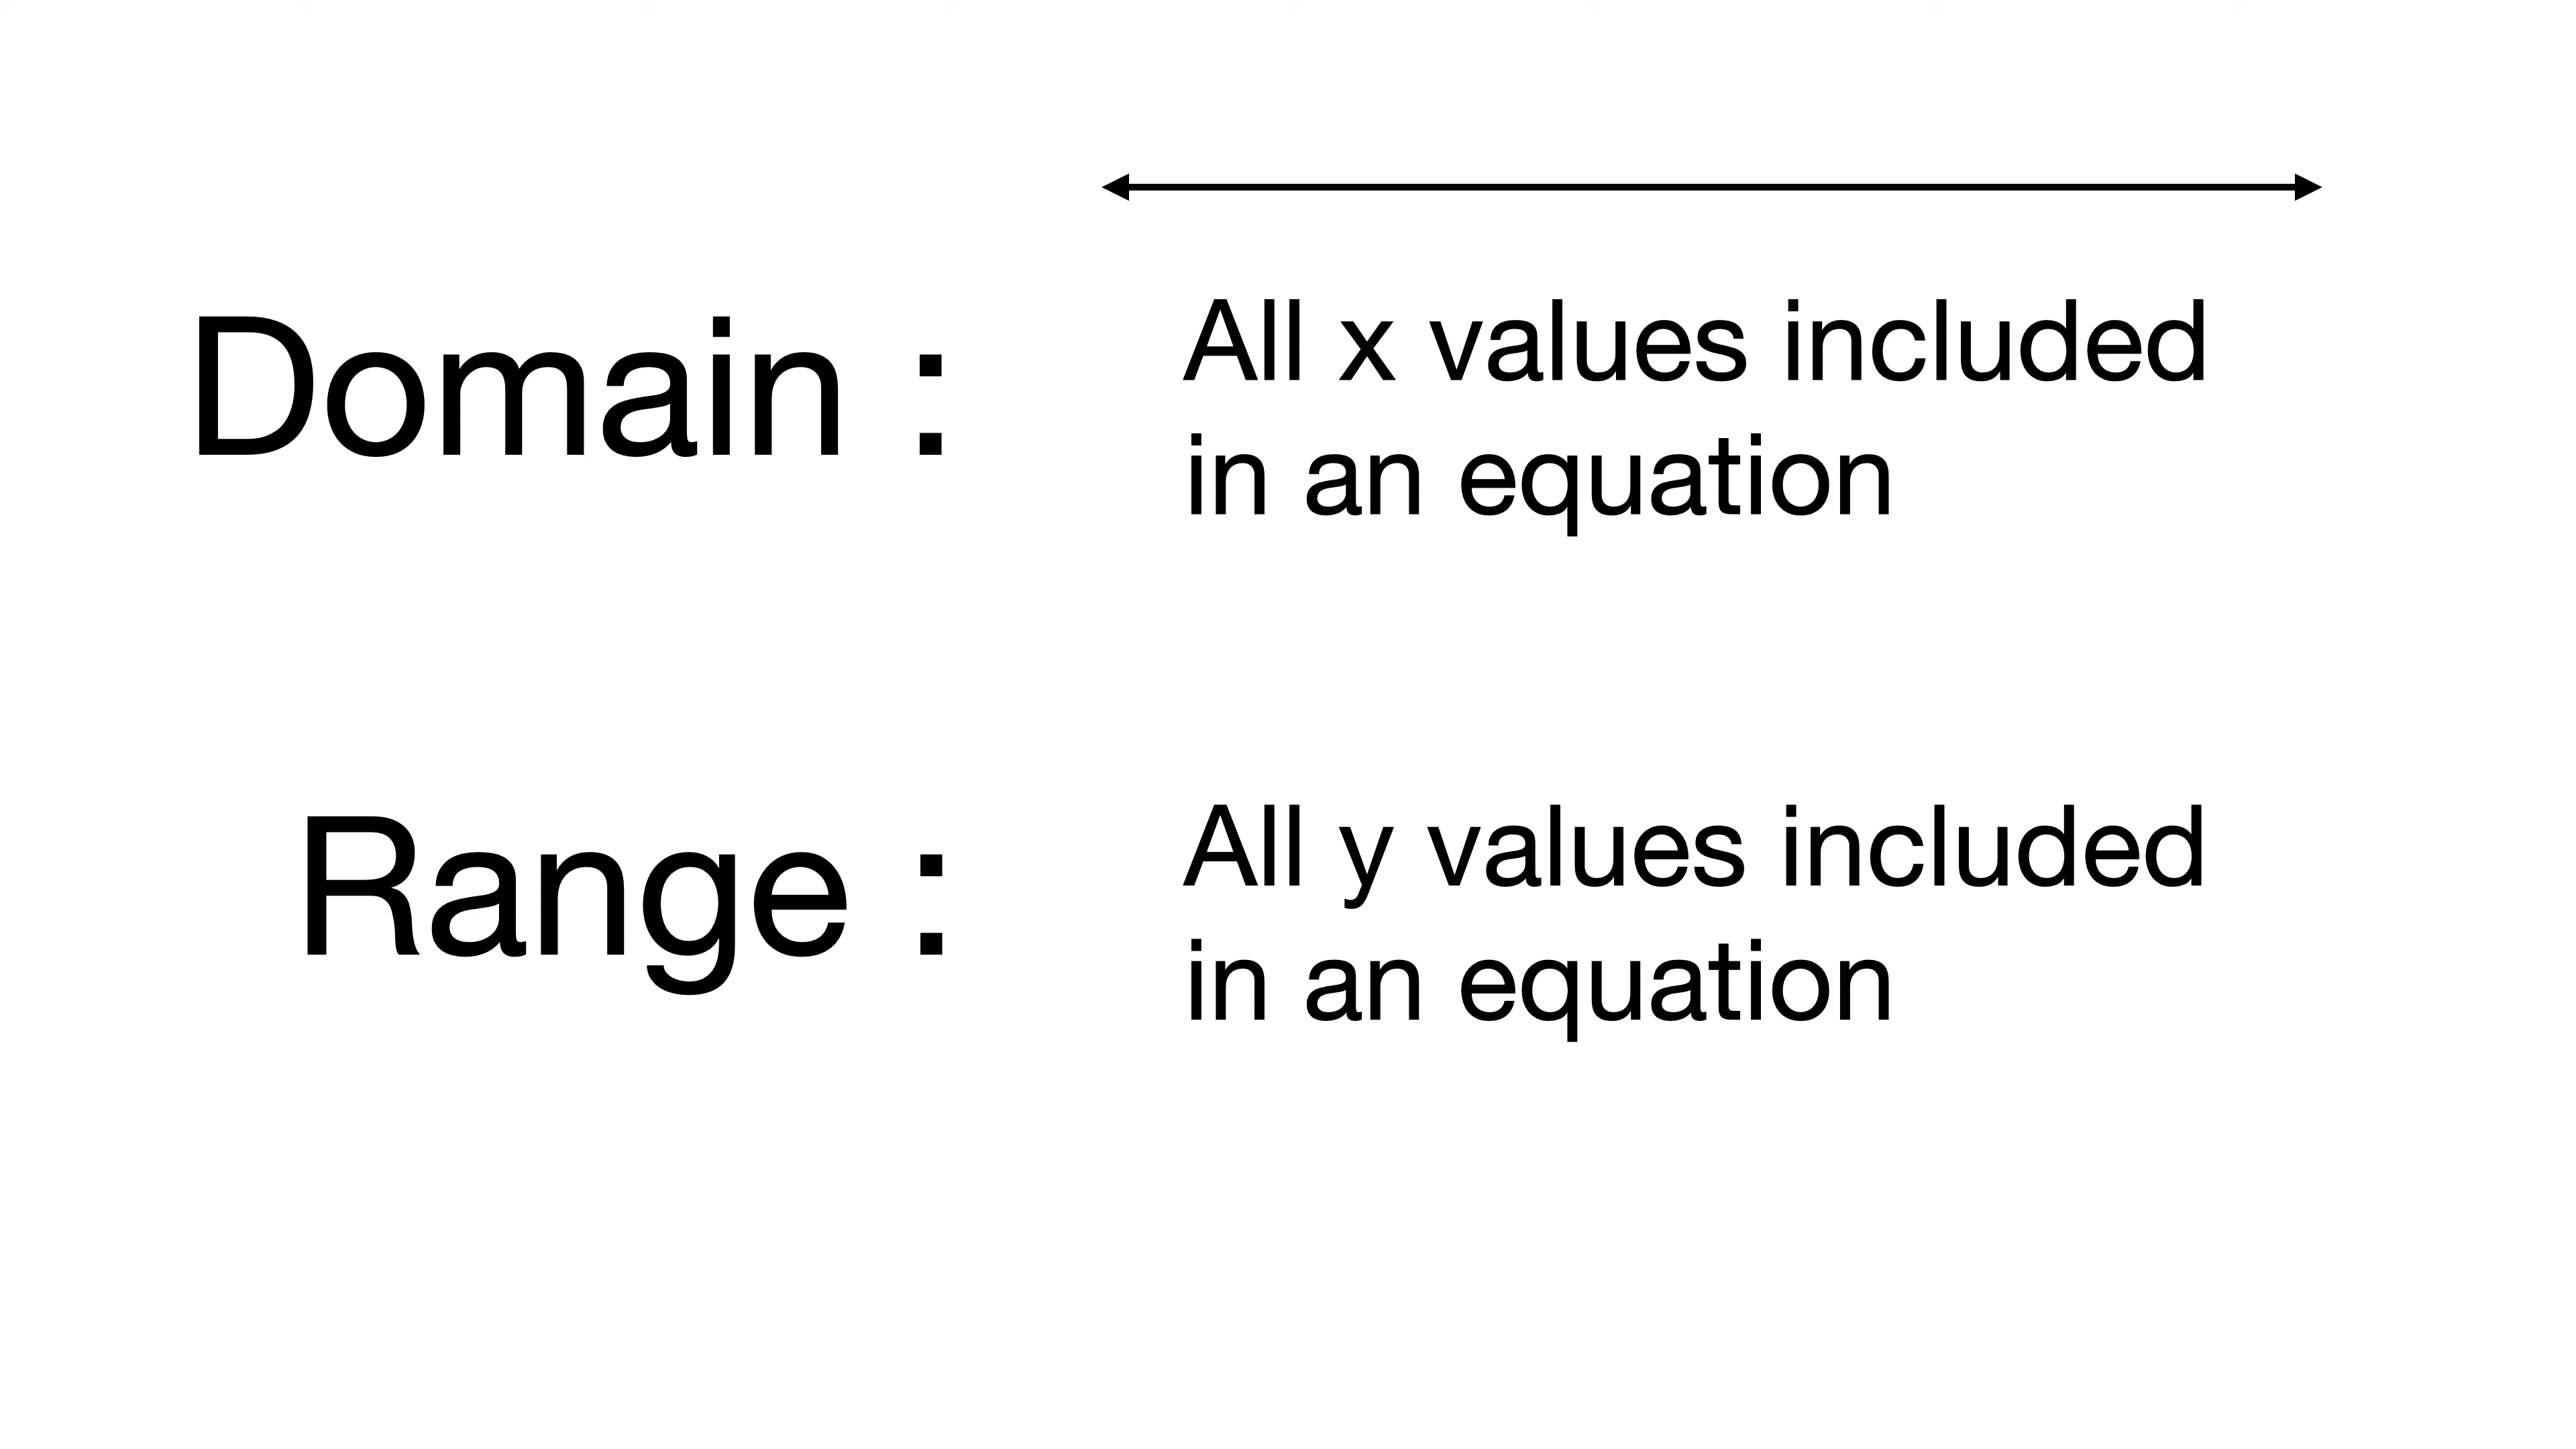 Domain :
All x values included
in an equation
Range :
All y values included
in an equation